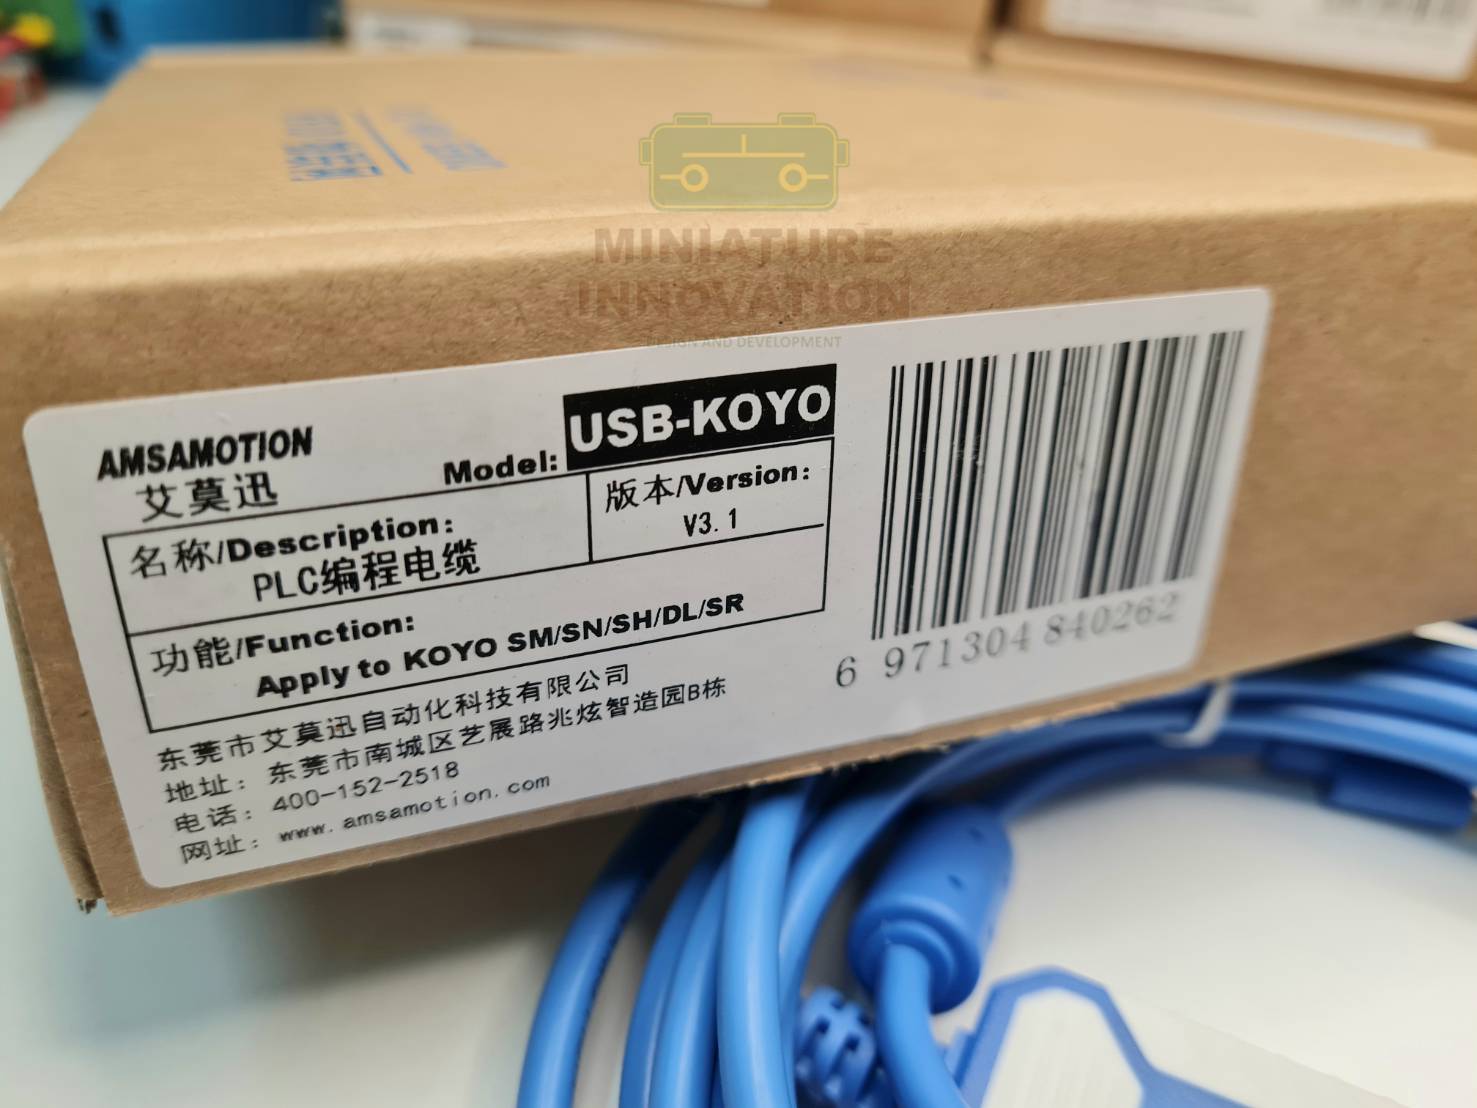 MINIATURE
INNOVATION
DESIGN AND DEVELOPMENT
AMSAMOTION
艾莫迅
Model: USB-KOYO
名称/Description:
PLC编程电缆
版本/Version:
V3.1
功能/Function:
Apply to KOYO SM/SN/SH/DL/SR
东莞市艾莫迅自动化科技有限公司
地址: 东莞市南城区艺展路兆炫智造园B栋
电话: 400-152-2518
网址: www.amsamotion.com
6 971304 840262